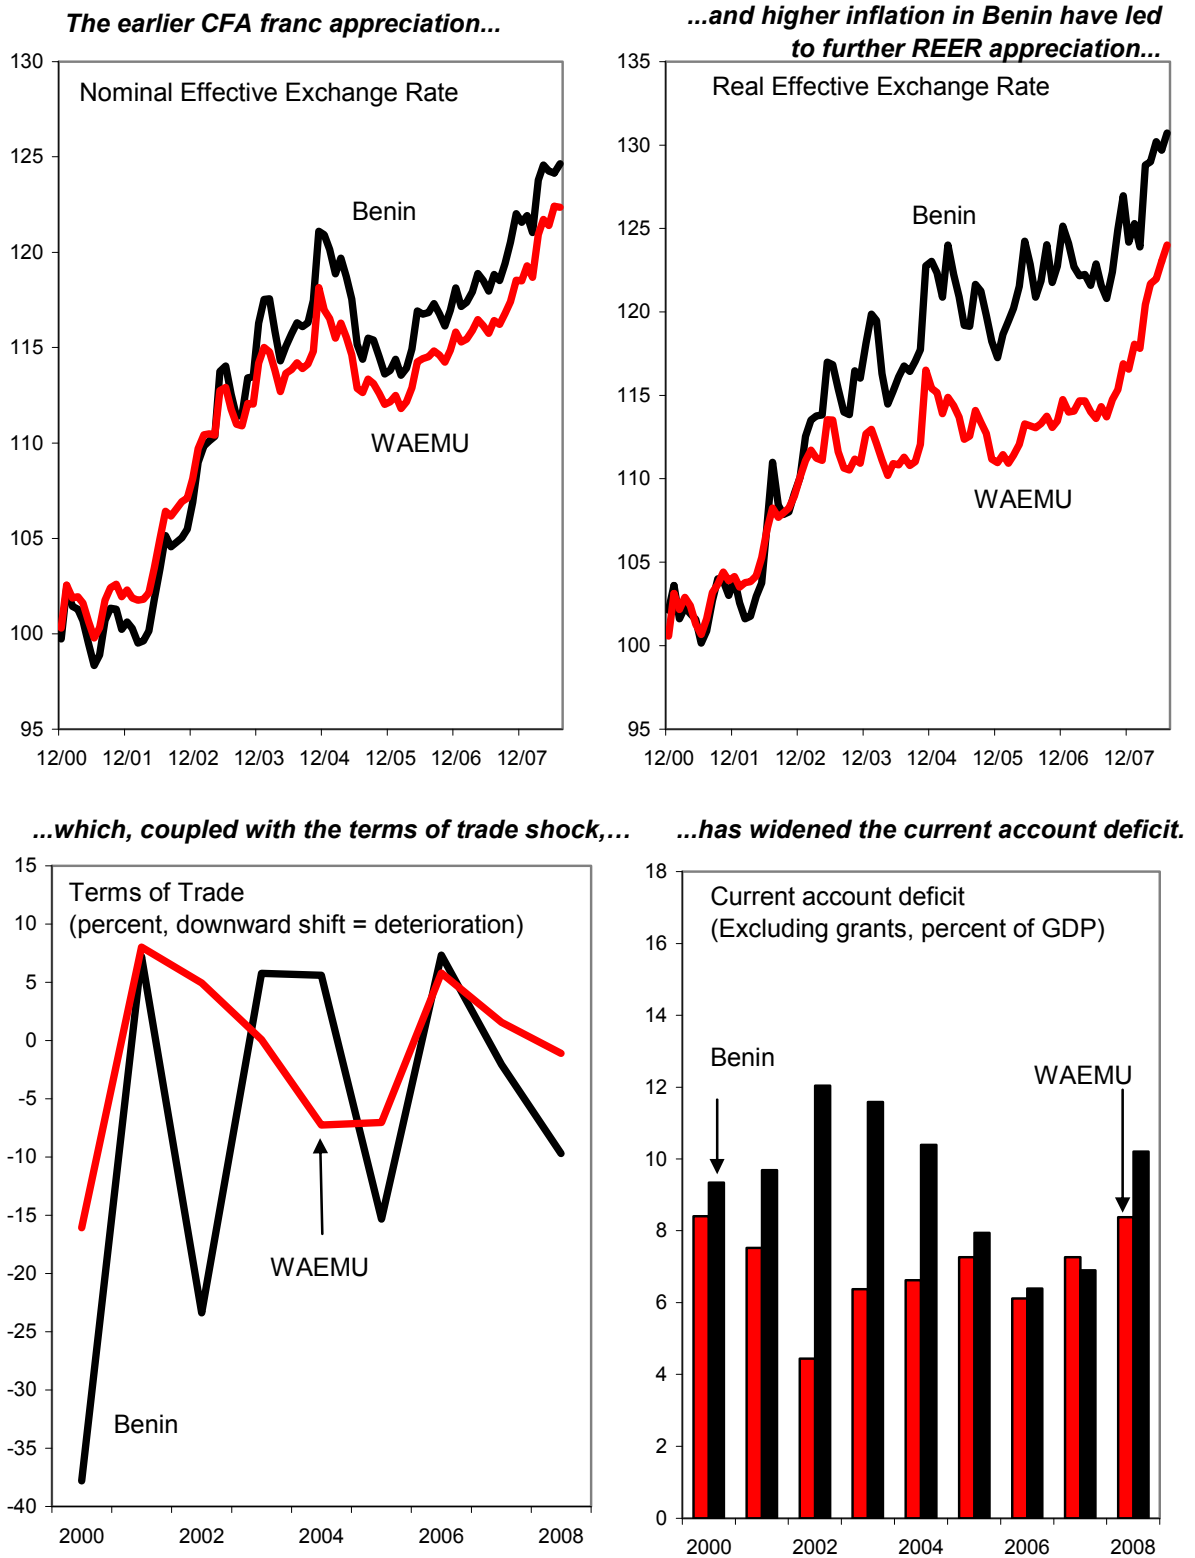 The earlier CFA franc appreciation...
130
125
120
115
110
105
100
95
Nominal Effective Exchange Rate
Benin
WAEMU
12/00 12/01 12/02 12/03 12/04 12/05 12/06 12/07
...and higher inflation in Benin have led
to further REER appreciation...
135
130
125
120
115
110
105
100
95
Real Effective Exchange Rate
Benin
WAEMU
12/00 12/01 12/02 12/03 12/04 12/05 12/06 12/07
...which, coupled with the terms of trade shock,...
15
10
5
0
-5
-10
-15
-20
-25
-30
-35
-40
Terms of Trade
(percent, downward shift = deterioration)
WAEMU
Benin
2000 2002 2004 2006 2008
...has widened the current account deficit.
18
16
14
12
10
8
6
4
2
0
Current account deficit
(Excluding grants, percent of GDP)
Benin
WAEMU
2000 2002 2004 2006 2008